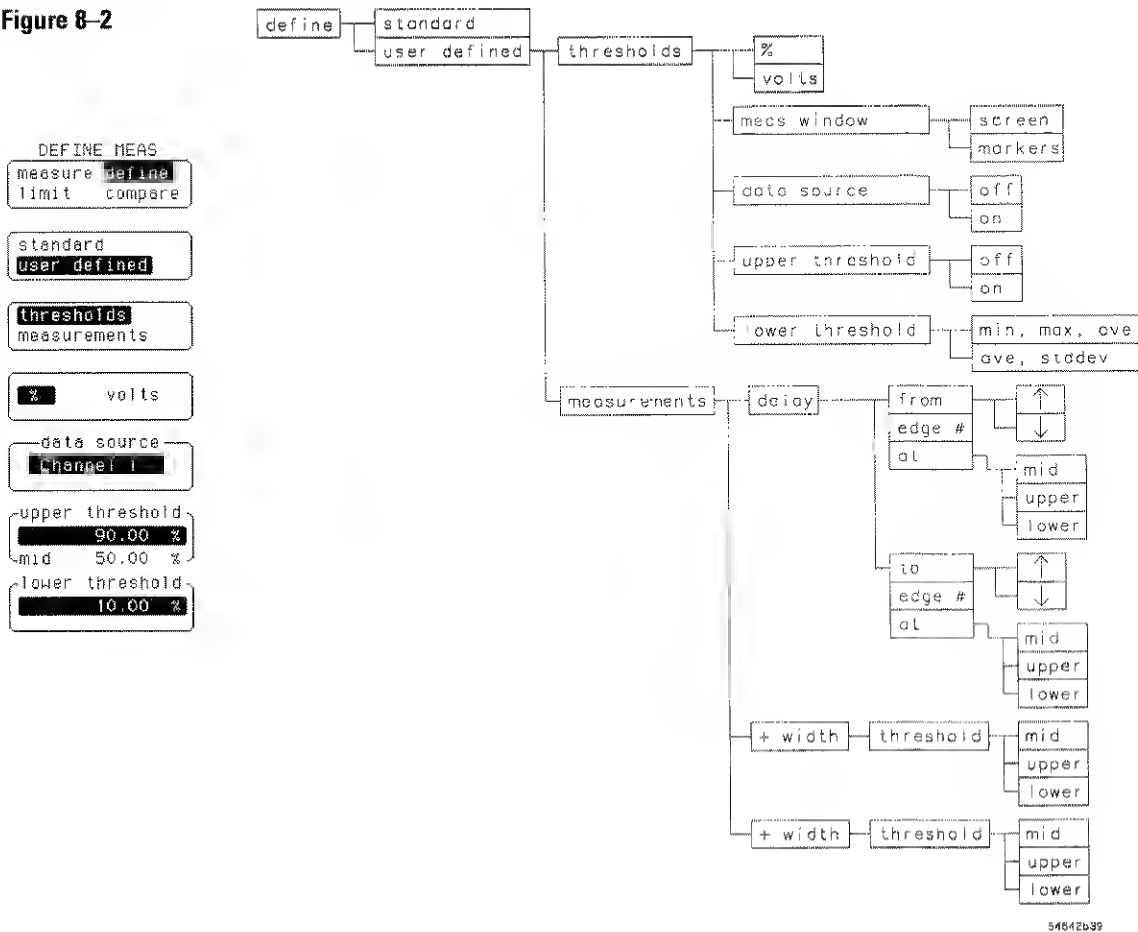 Figure 8–2
DEFINE MEAS
measure define
limit compare
standard
user defined
thresholds
measurements
% volts
data source
Channel 1
upper threshold
90.00 %
mid 50.00 %
lower threshold
10.00 %
define
standard
user defined
thresholds
%
volts
meas window
screen
markers
data source
off
on
upper threshold
off
on
lower threshold
min, max, ave
ave, stddev
measurements
delay
from
edge #
at
↑
↓
mid
upper
lower
to
edge #
at
↑
↓
mid
upper
lower
+ width
threshold
mid
upper
lower
+ width
threshold
mid
upper
lower